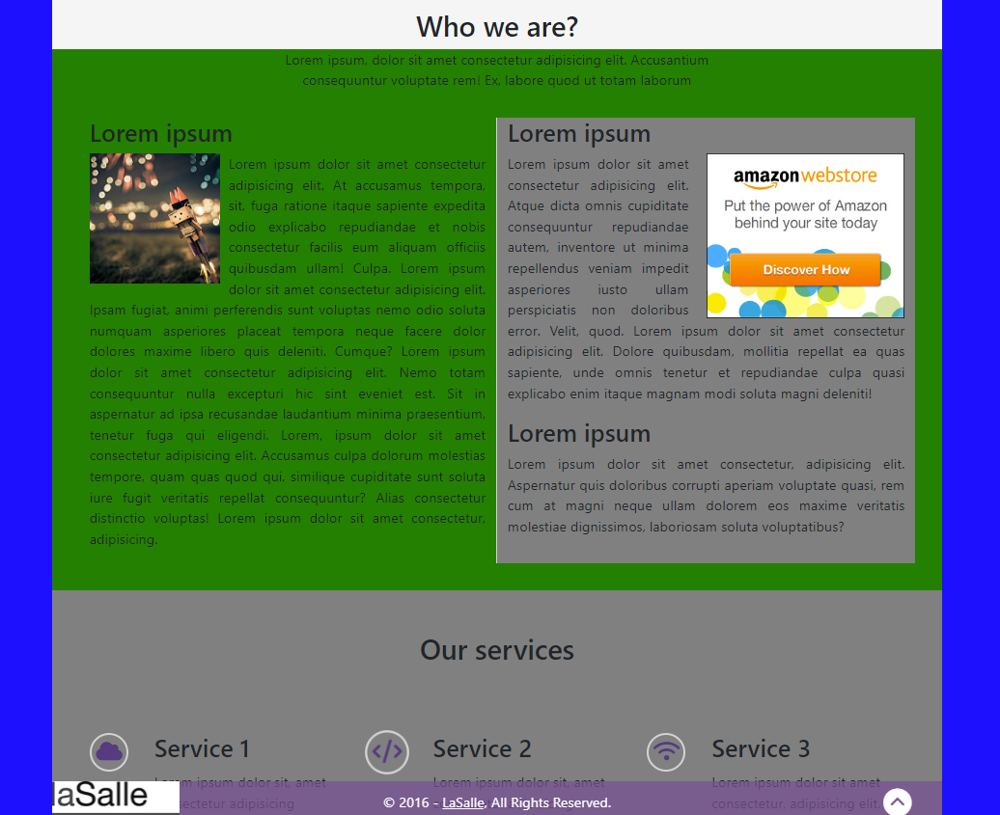 Who we are?
Lorem ipsum, dolor sit amet consectetur adipisicing elit. Accusantium
consequuntur voluptate rem! Ex, labore quod ut totam laborum
Lorem ipsum
Lorem ipsum dolor sit amet consectetur
adipisicing elit. At accusamus tempora,
sit, fuga ratione itaque sapiente expedita
odio explicabo repudiandae et nobis
consectetur facilis eum aliquam officiis
quibusdam ullam! Culpa. Lorem ipsum
dolor sit amet consectetur adipisicing elit.
Ipsam fugiat, animi perferendis sunt voluptas nemo odio soluta
numquam asperiores placeat tempora neque facere dolor
dolores maxime libero quis deleniti. Cumque? Lorem ipsum
dolor sit amet consectetur adipisicing elit. Nemo totam
consequuntur nulla excepturi hic sint eveniet est. Sit in
aspernatur ad ipsa recusandae laudantium minima praesentium,
tenetur fuga qui eligendi. Lorem, ipsum dolor sit amet
consectetur adipisicing elit. Accusamus culpa dolorum molestias
tempore, quam quas quod qui, similique cupiditate sunt soluta
iure fugit veritatis repellat consequuntur? Alias consectetur
distinctio voluptas! Lorem ipsum dolor sit amet consectetur,
adipisicing.
Lorem ipsum
Lorem ipsum dolor sit amet
consectetur adipisicing elit.
Atque dicta omnis cupiditate
consequuntur repudiandae
autem, inventore ut minima
repellendus veniam impedit
asperiores iusto ullam
perspiciatis non doloribus
error. Velit, quod. Lorem ipsum dolor sit amet consectetur
adipisicing elit. Dolore quibusdam, mollitia repellat ea quas
sapiente, unde omnis tenetur et repudiandae culpa quasi
explicabo enim itaque magnam modi soluta magni deleniti!
amazonwebstore
Put the power of Amazon
behind your site today
Discover How
Lorem ipsum
Lorem ipsum dolor sit amet consectetur, adipisicing elit.
Aspernatur quis doloribus corrupti aperiam voluptate quasi, rem
cum at magni neque ullam dolorem eos maxime veritatis
molestiae dignissimos, laboriosam soluta voluptatibus?
Our services
Service 1
Lorem ipsum dolor sit, amet
consectetur adipisicing
Service 2
Lorem ipsum dolor sit amet,
consectetur adipisicing elit.
Service 3
Lorem ipsum dolor sit amet
consectetur, adipisicing elit.
laSalle
© 2016 - LaSalle, All Rights Reserved.